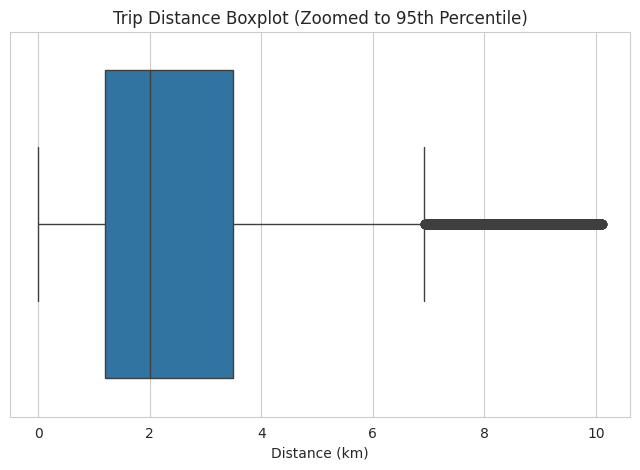 Trip Distance Boxplot (Zoomed to 95th Percentile)
0 2 4 6 8 10
Distance (km)